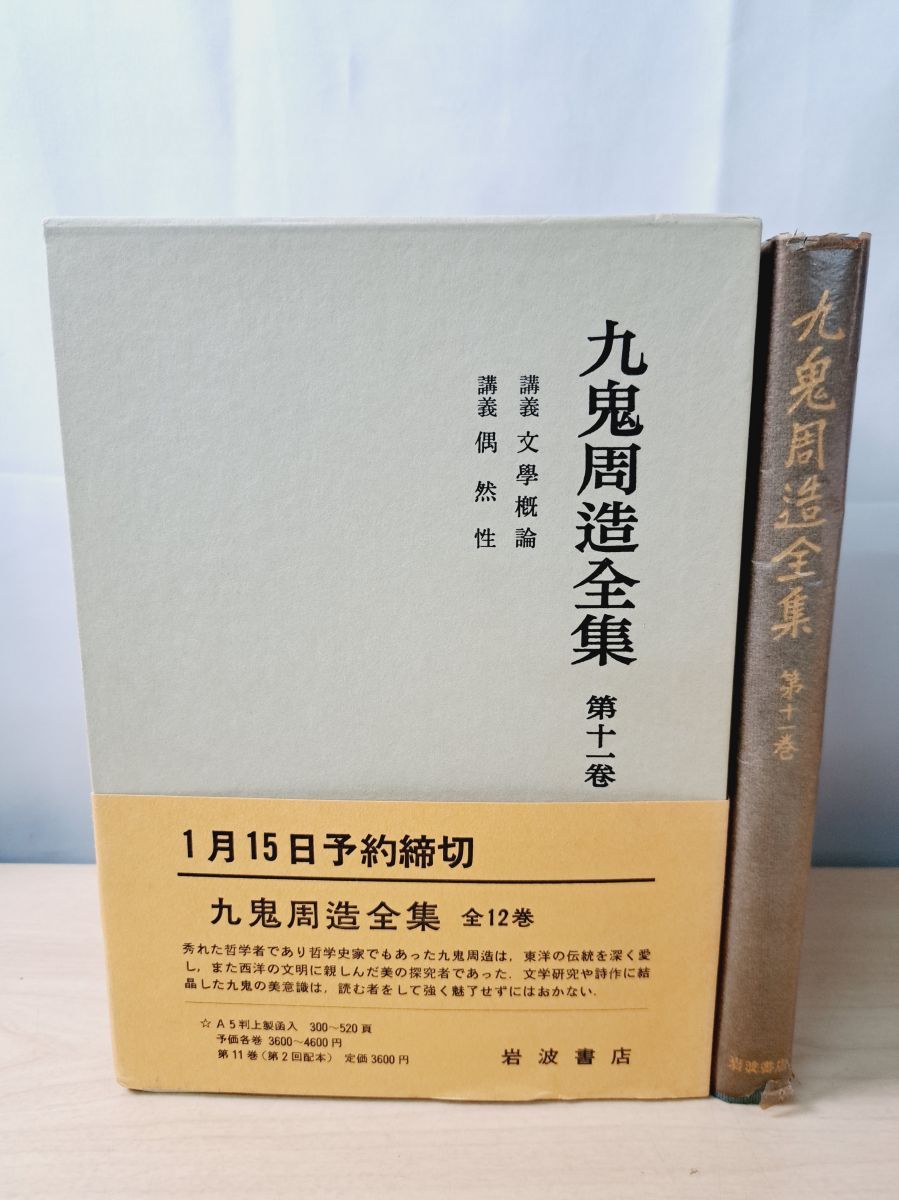 九鬼周造全集 第十一卷
講義 文學概論
講義 偶然性
1月15日予約締切
九鬼周造全集 全12巻
秀れた哲学者であり哲学史家でもあった九鬼周造は，東洋の伝統を深く愛
し，また西洋の文明に親しんだ美の探究者であった．文学研究や詩作に結
晶した九鬼の美意識は，読む者をして強く魅了せずにはおかない．
☆ A5判上製函入 300〜520頁
予価各巻 3600〜4600円
第11巻（第2回配本） 定価3600円
岩波書店
九鬼周造全集 第十一巻
岩波書店